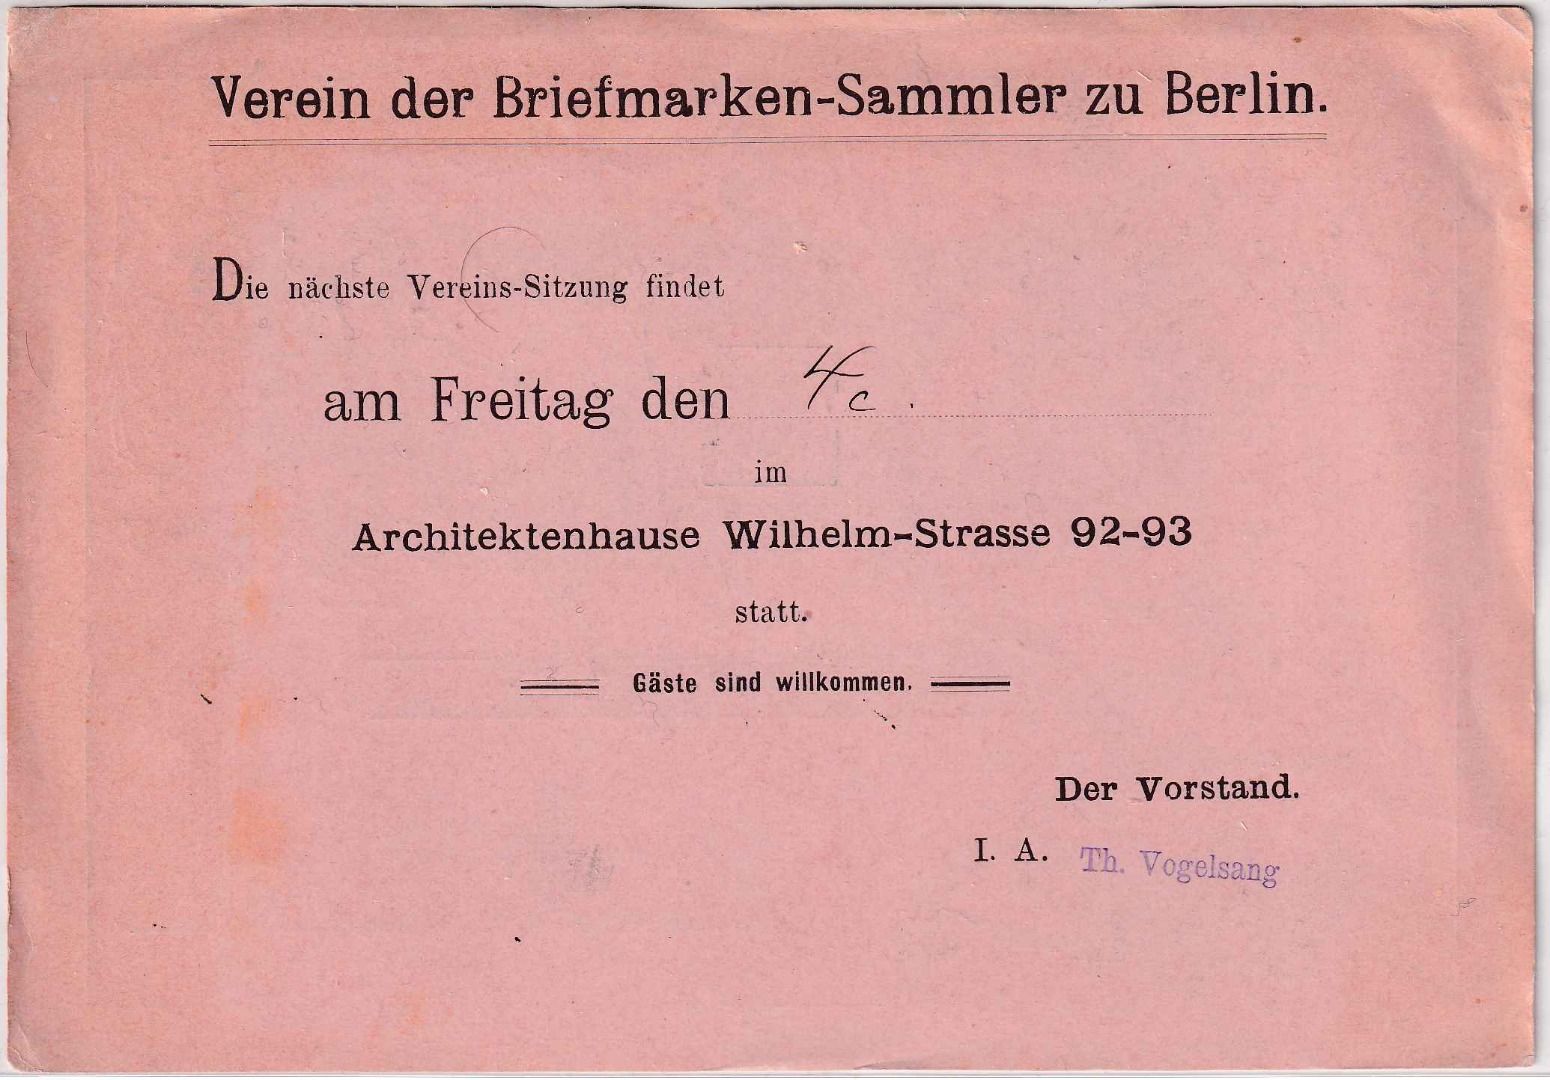 Verein der Briefmarken-Sammler zu Berlin.
Die nächste Vereins-Sitzung findet
am Freitag den 4 c.
im
Architektenhause Wilhelm-Strasse 92-93
statt.
Gäste sind willkommen.
Der Vorstand.
I. A. Th. Vogelsang